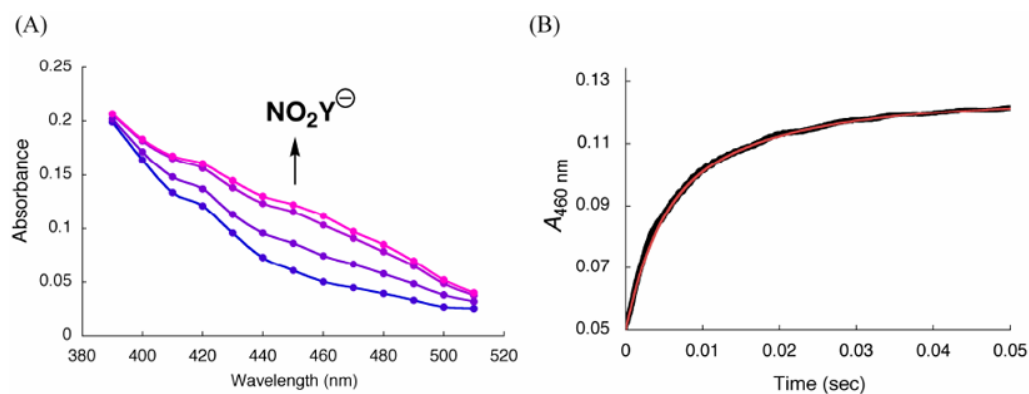 (A)
0.25
0.2
0.15
0.1
0.05
0
Absorbance
NO₂Y⊖
380 400 420 440 460 480 500 520
Wavelength (nm)
(B)
0.13
0.11
0.09
0.07
0.05
A460 nm
0 0.01 0.02 0.03 0.04 0.05
Time (sec)